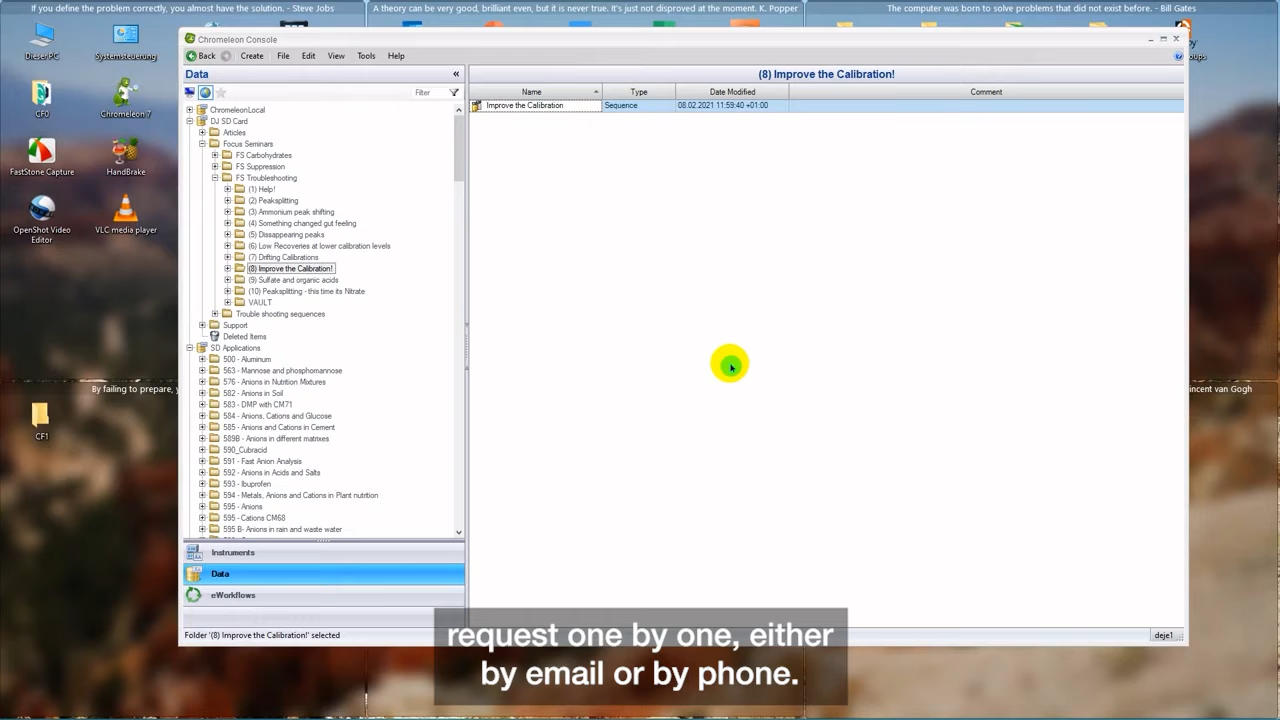 If you define the problem correctly, you almost have the solution. - Steve Jobs
A theory can be very good, brilliant even, but it is never true. It's just not disproved at the moment. K. Popper
The computer was born to solve problems that did not exist before. - Bill Gates
Dieser PC
Systemsteuerung
CF0
Chromeleon 7
FastStone Capture
HandBrake
OpenShot Video
Editor
VLC media player
By failing to prepare,
CF1
Vincent van Gogh
Chromeleon Console
Back
Create
File
Edit
View
Tools
Help
Data
Filter
ChromeleonLocal
DJ SD Card
Articles
Focus Seminars
FS Carbohydrates
FS Suppression
FS Troubleshooting
(1) Help!
(2) Peaksplitting
(3) Ammonium peak shifting
(4) Something changed gut feeling
(5) Dissappearing peaks
(6) Low Recoveries at lower calibration levels
(7) Drifting Calibrations
(8) Improve the Calibration!
(9) Sulfate and organic acids
(10) Peaksplitting - this time its Nitrate
VAULT
Trouble shooting sequences
Support
Deleted Items
SD Applications
500 - Aluminum
563 - Mannose and phosphomannose
576 - Anions in Nutrition Mixtures
582 - Anions in Soil
583 - DMP with CM71
584 - Anions, Cations and Glucose
585 - Anions and Cations in Cement
589B - Anions in different matrixes
590_Cubracid
591 - Fast Anion Analysis
592 - Anions in Acids and Salts
593 - Ibuprofen
594 - Metals, Anions and Cations in Plant nutrition
595 - Anions
595 - Cations CM68
595 B- Anions in rain and waste water
Instruments
Data
eWorkflows
Folder '(8) Improve the Calibration!' selected
(8) Improve the Calibration!
Name Type Date Modified Comment
Improve the Calibration Sequence 08.02.2021 11:59:40 +01:00
deje1
request one by one, either
by email or by phone.